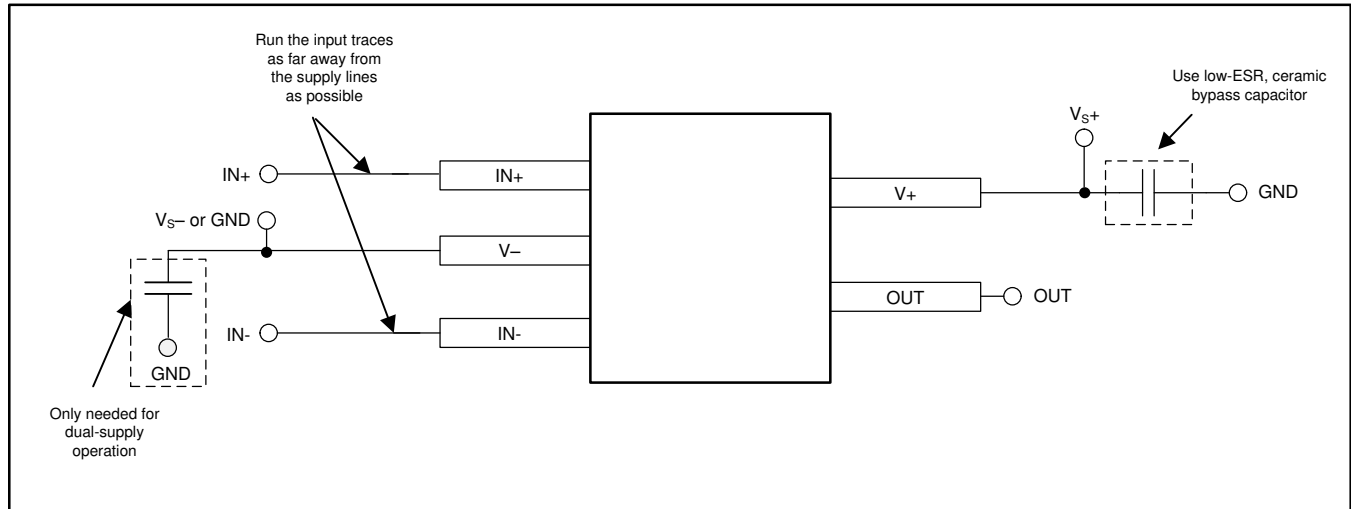 Run the input traces
as far away from
the supply lines
as possible
Use low-ESR, ceramic
bypass capacitor
VS+
IN+
IN+
V+
GND
VS– or GND
V–
OUT
OUT
IN-
IN-
GND
Only needed for
dual-supply
operation